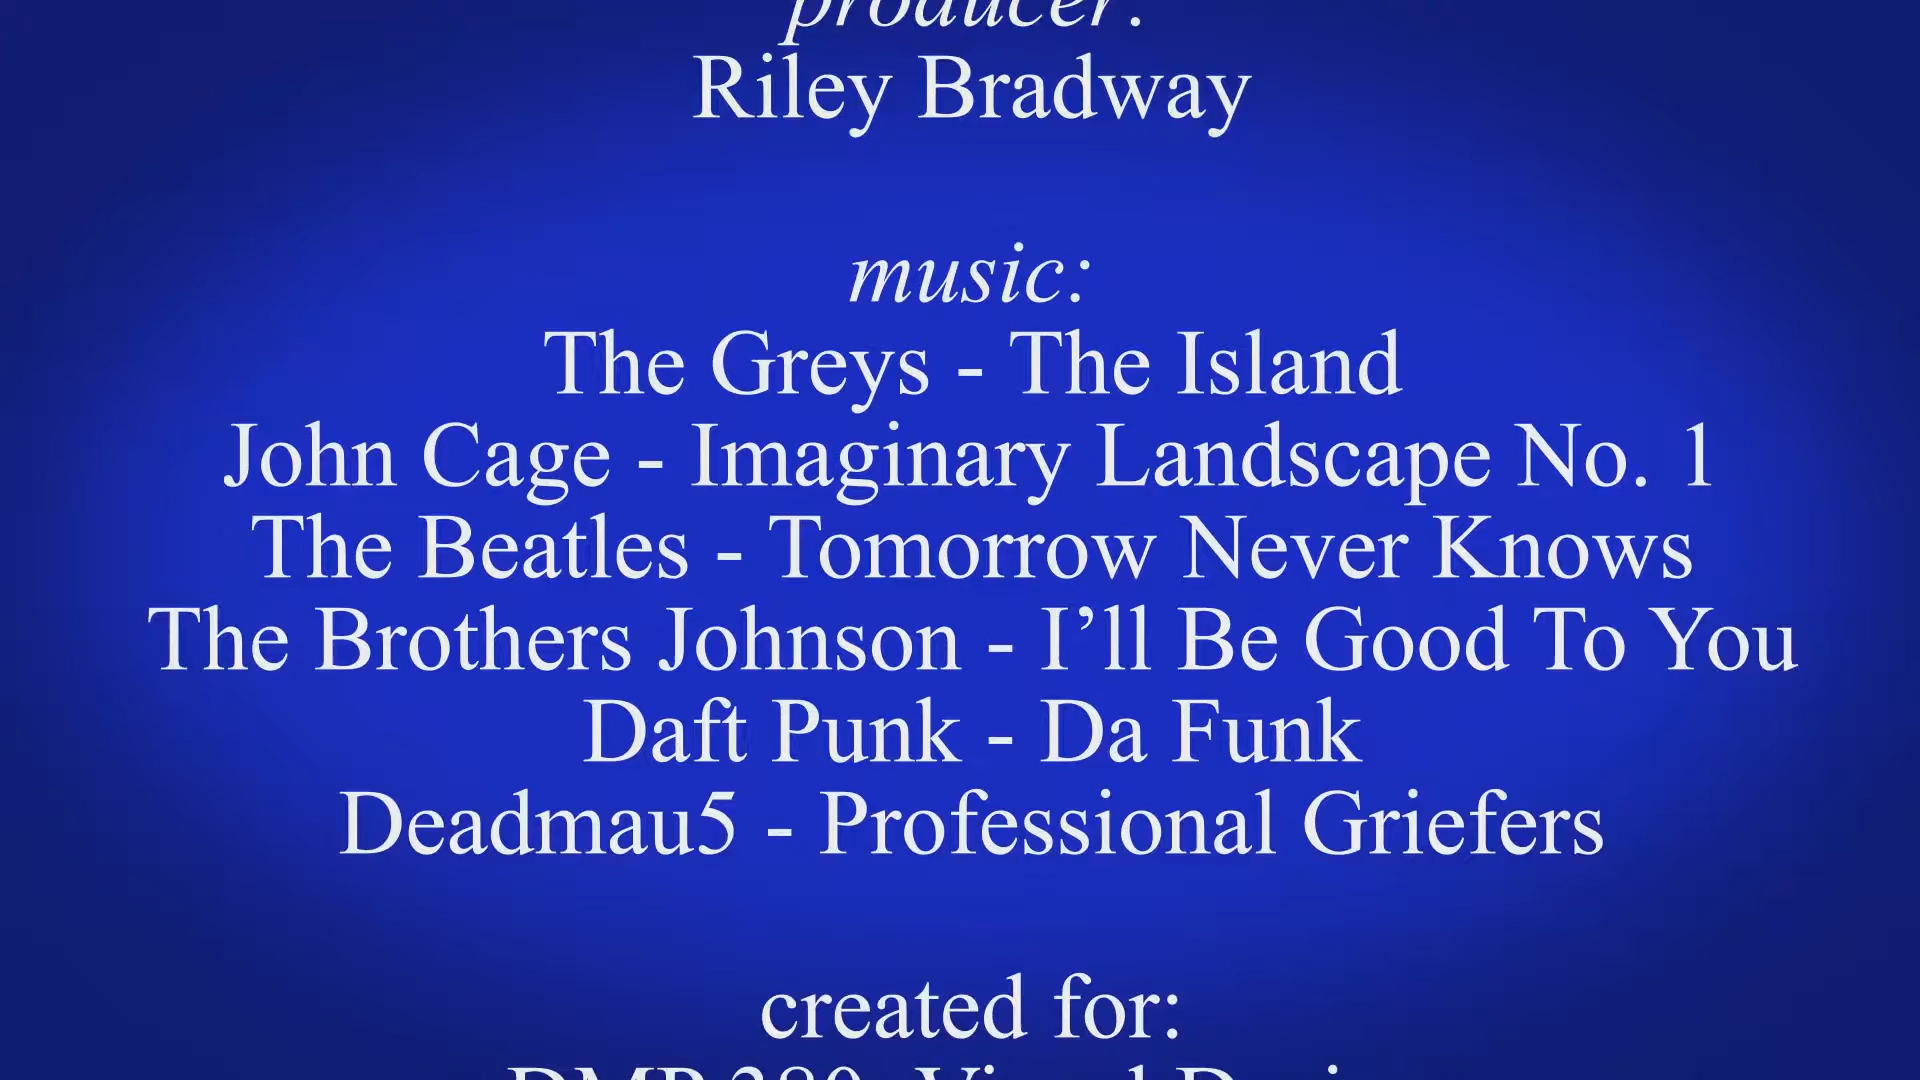 producer:
Riley Bradway
music:
The Greys - The Island
John Cage - Imaginary Landscape No. 1
The Beatles - Tomorrow Never Knows
The Brothers Johnson - I’ll Be Good To You
Daft Punk - Da Funk
Deadmau5 - Professional Griefers
created for: